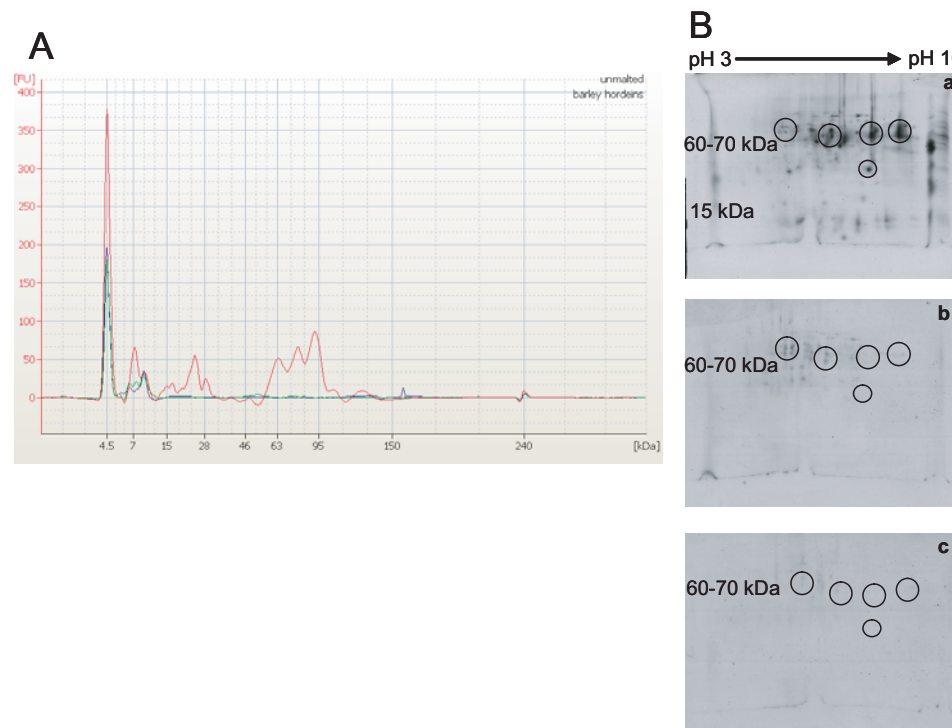 A
[FU]
unmalted
barley hordeins
400
350
300
250
200
150
100
50
0
4.5 7 15 28 46 63 95 150 240 [kDa]
B
pH 3 pH 1
a
60-70 kDa
15 kDa
b
60-70 kDa
c
60-70 kDa